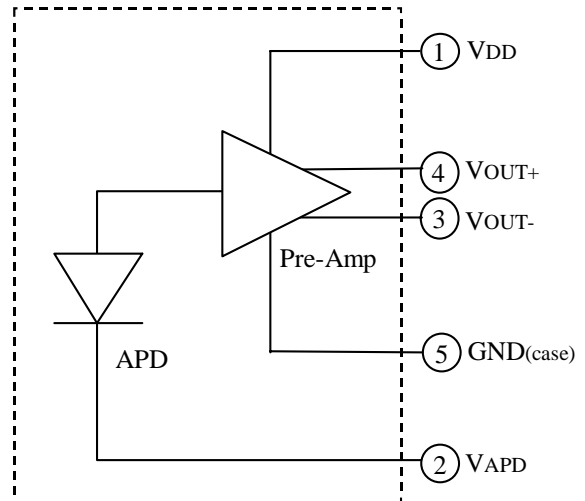 1 VDD
4 VOUT+
3 VOUT-
Pre-Amp
5 GND(case)
APD
2 VAPD